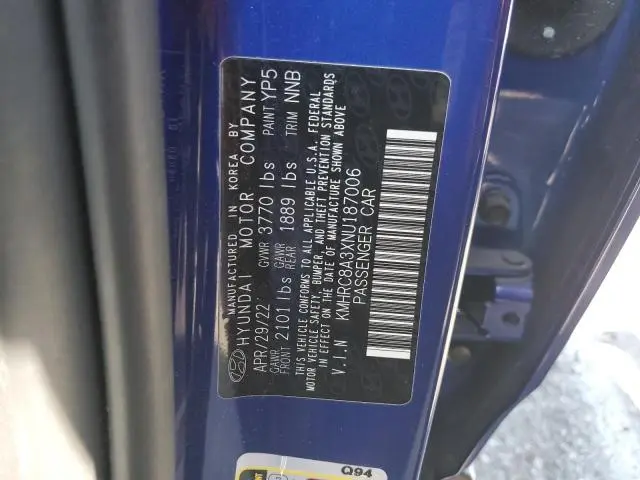 MANUFACTURED IN KOREA BY
HYUNDAI MOTOR COMPANY
APR/29/22 GVWR 3770 lbs PAINT YP5
GAWR FRONT 2101 lbs GAWR REAR 1889 lbs TRIM NNB
THIS VEHICLE CONFORMS TO ALL APPLICABLE U.S.A. FEDERAL
MOTOR VEHICLE SAFETY, BUMPER, AND THEFT PREVENTION STANDARDS
IN EFFECT ON THE DATE OF MANUFACTURE SHOWN ABOVE
V.I.N KMHRC8A3XNU187006
PASSENGER CAR
Q94